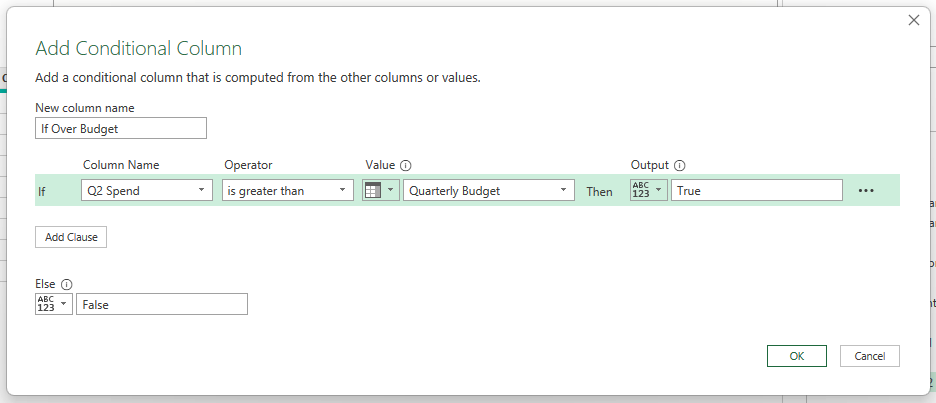 Add Conditional Column
Add a conditional column that is computed from the other columns or values.
New column name
If Over Budget
Column Name Operator Value Output
If Q2 Spend is greater than Quarterly Budget Then ABC 123 True ...
Add Clause
Else
ABC 123 False
OK Cancel